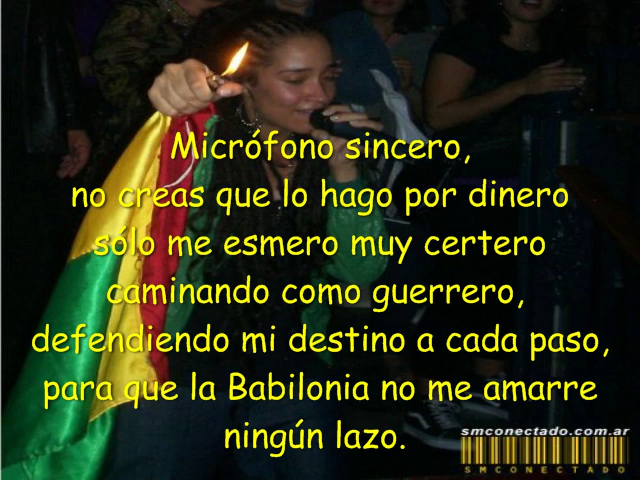 Micrófono sincero,
no creas que lo hago por dinero
sólo me esmero muy certero
caminando como guerrero,
defendiendo mi destino a cada paso,
para que la Babilonia no me amarre
ningún lazo.
smconectado.com.ar
SMCONECTADO